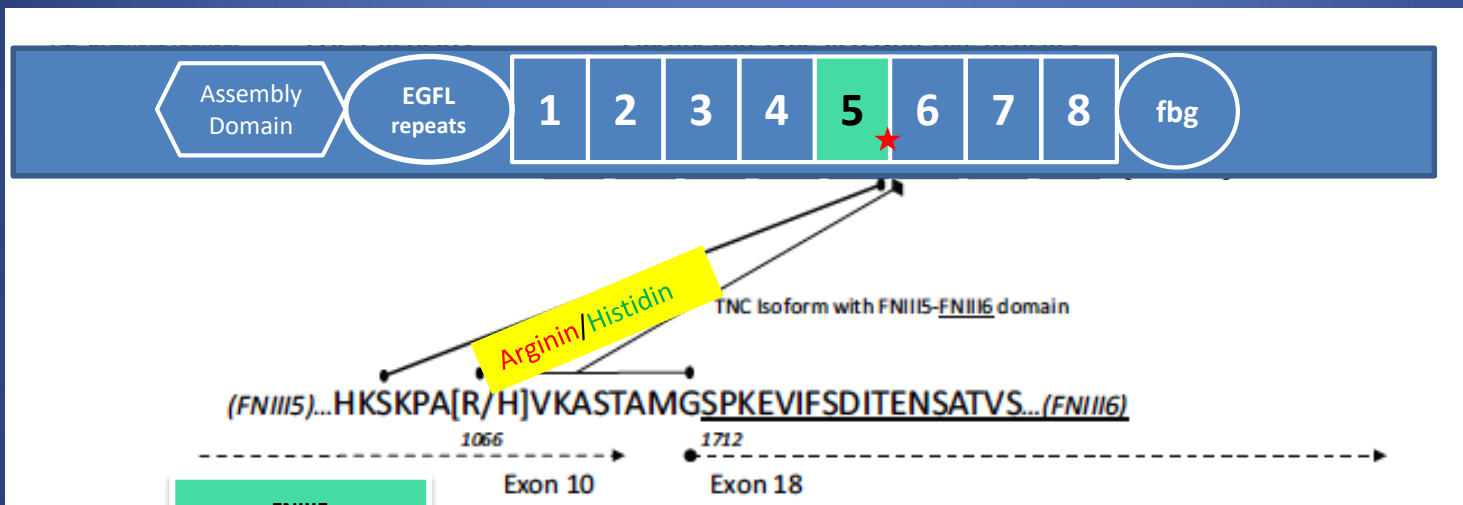 Assembly
Domain
EGFL
repeats
1 2 3 4 5 6 7 8
fbg
Arginin/Histidin
TNC Isoform with FNIII5-FNIII6 domain
(FNIII5)...HKSKPA[R/H]VKASTAMGSPKEVIFSDITENSATVS...(FNIII6)
1066 1712
Exon 10 Exon 18